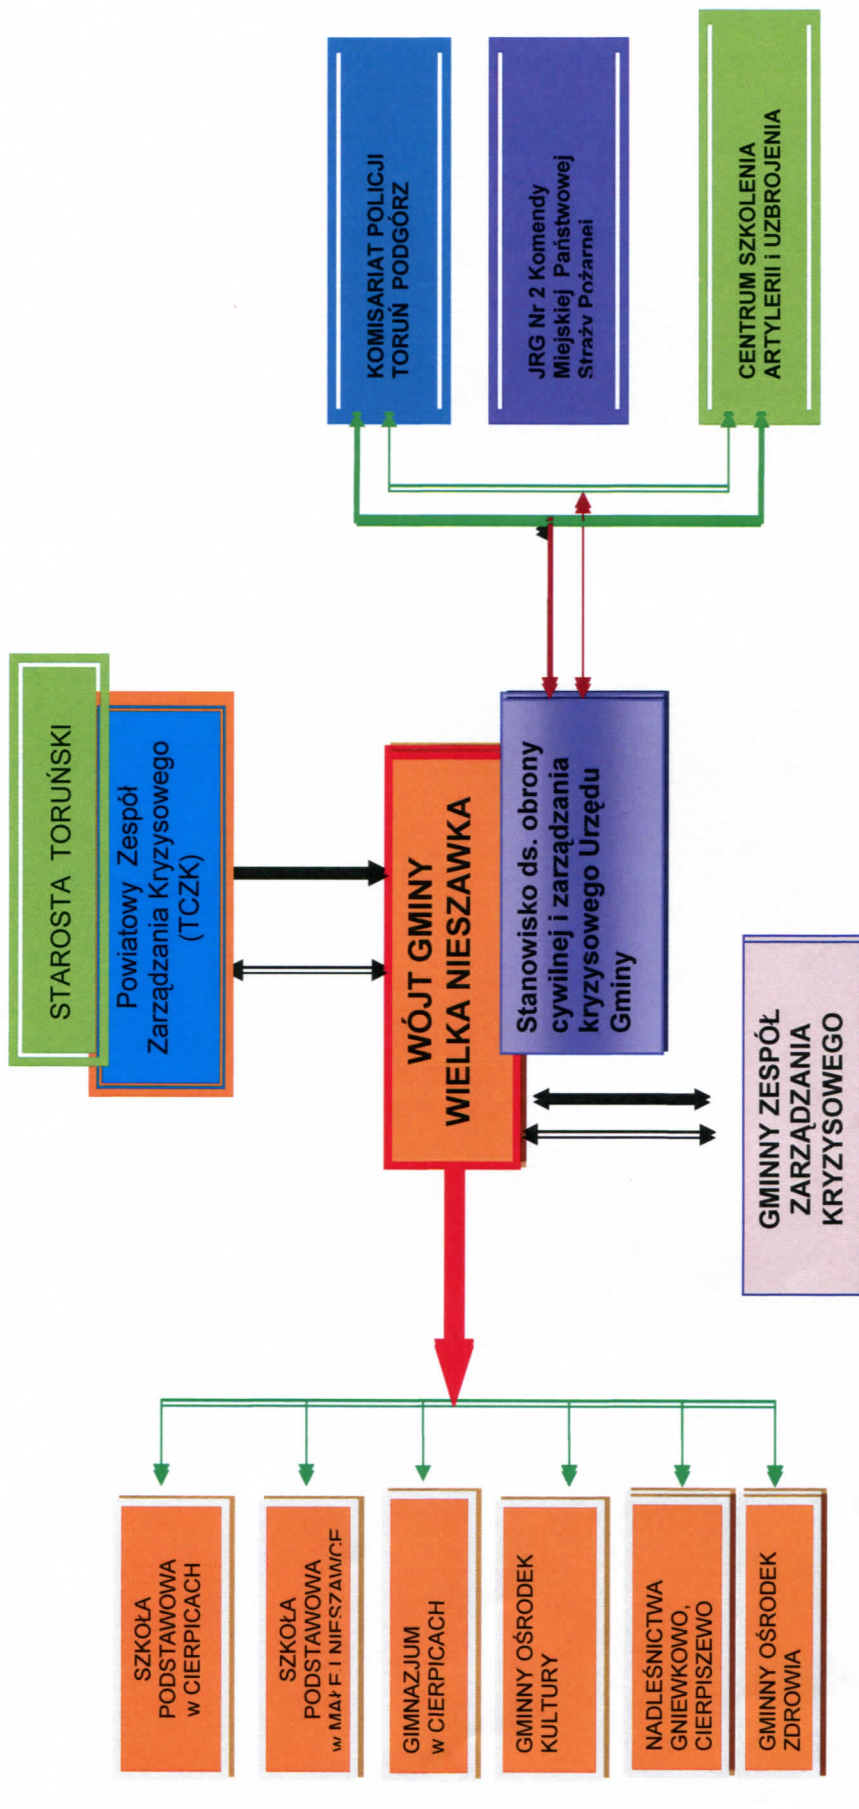 STAROSTA TORUŃSKI
Powiatowy Zespół
Zarządzania Kryzysowego
(TCZK)
WÓJT GMINY
WIELKA NIESZAWKA
Stanowisko ds. obrony
cywilnej i zarządzania
kryzysowego Urzędu
Gminy
GMINNY ZESPÓŁ
ZARZĄDZANIA
KRYZYSOWEGO
SZKOŁA
PODSTAWOWA
w CIERPICACH
SZKOŁA
PODSTAWOWA
w MAŁEJ NIESZAWCE
GIMNAZJUM
w CIERPICACH
GMINNY OŚRODEK
KULTURY
NADLEŚNICTWA
GNIEWKOWO,
CIERPISZEWO
GMINNY OŚRODEK
ZDROWIA
KOMISARIAT POLICJI
TORUŃ PODGÓRZ
JRG Nr 2 Komendy
Miejskiej Państwowej
Straży Pożarnej
CENTRUM SZKOLENIA
ARTYLERII i UZBROJENIA